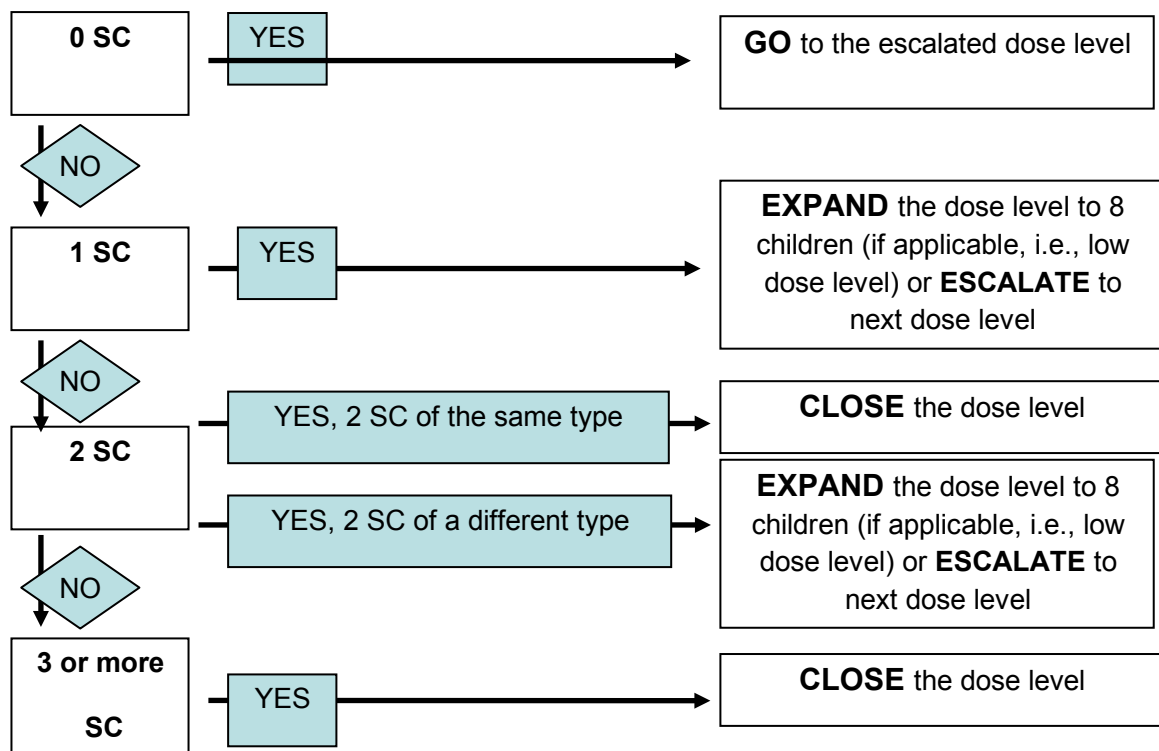 0 SC
YES
GO to the escalated dose level
NO
1 SC
YES
EXPAND the dose level to 8
children (if applicable, i.e., low
dose level) or ESCALATE to
next dose level
NO
2 SC
YES, 2 SC of the same type
CLOSE the dose level
YES, 2 SC of a different type
EXPAND the dose level to 8
children (if applicable, i.e., low
dose level) or ESCALATE to
next dose level
NO
3 or more
SC
YES
CLOSE the dose level